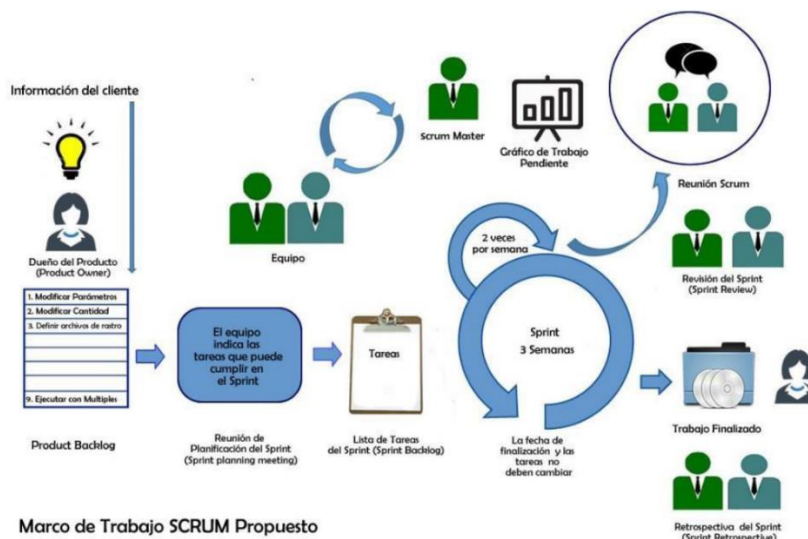 Información del cliente
Dueño del Producto
(Product Owner)
1. Modificar Parámetros
2. Modificar Cantidad
3. Definir archivos de rastro
9. Ejecutar con Multiples
Product Backlog
El equipo
indica las
tareas que puede
cumplir en
el Sprint
Reunión de
Planificación del Sprint
(Sprint planning meeting)
Tareas
Lista de Tareas
del Sprint (Sprint Backlog)
Equipo
Scrum Master
Gráfico de Trabajo
Pendiente
Reunión Scrum
2 veces
por semana
Sprint
3 Semanas
La fecha de
finalización y las
tareas no
deben cambiar
Revisión del Sprint
(Sprint Review)
Trabajo Finalizado
Retrospectiva del Sprint
(Sprint Retrospective)
Marco de Trabajo SCRUM Propuesto